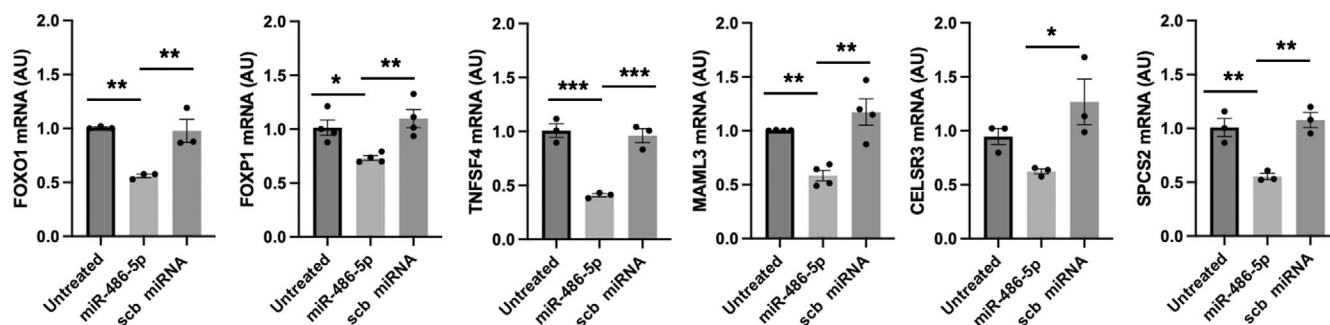 FOXO1 mRNA (AU)
2.0
1.5
1.0
0.5
0.0
**
**
Untreated
miR-486-5p
scb miRNA
FOXP1 mRNA (AU)
2.0
1.5
1.0
0.5
0.0
*
**
Untreated
miR-486-5p
scb miRNA
TNFSF4 mRNA (AU)
2.0
1.5
1.0
0.5
0.0
***
***
Untreated
miR-486-5p
scb miRNA
MAML3 mRNA (AU)
2.0
1.5
1.0
0.5
0.0
**
**
Untreated
miR-486-5p
scb miRNA
CELSR3 mRNA (AU)
2.0
1.5
1.0
0.5
0.0
*
Untreated
miR-486-5p
scb miRNA
SPCS2 mRNA (AU)
2.0
1.5
1.0
0.5
0.0
**
**
Untreated
miR-486-5p
scb miRNA